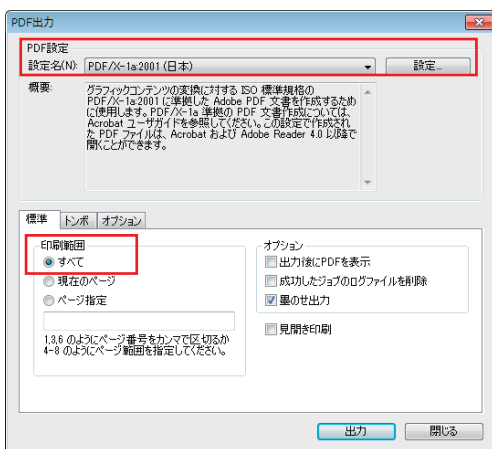 PDF出力
PDF設定
設定名(N): PDF/X-1a:2001 (日本) 設定...
概要: グラフィックコンテンツの変換に対する ISO 標準規格の
PDF/X-1a:2001 に準拠した Adobe PDF 文書を作成するため
に使用します。PDF/X-1a 準拠の PDF 文書作成については、
Acrobat ユーザガイドを参照してください。この設定で作成され
た PDF ファイルは、Acrobat および Adobe Reader 4.0 以降で
開くことができます。
標準 トンボ オプション
印刷範囲
すべて
現在のページ
ページ指定
1,3,6 のようにページ番号をカンマで区切るか
4-8 のようにページ範囲を指定してください。
オプション
出力後にPDFを表示
成功したジョブのログファイルを削除
墨のせ出力
見開き印刷
出力 閉じる